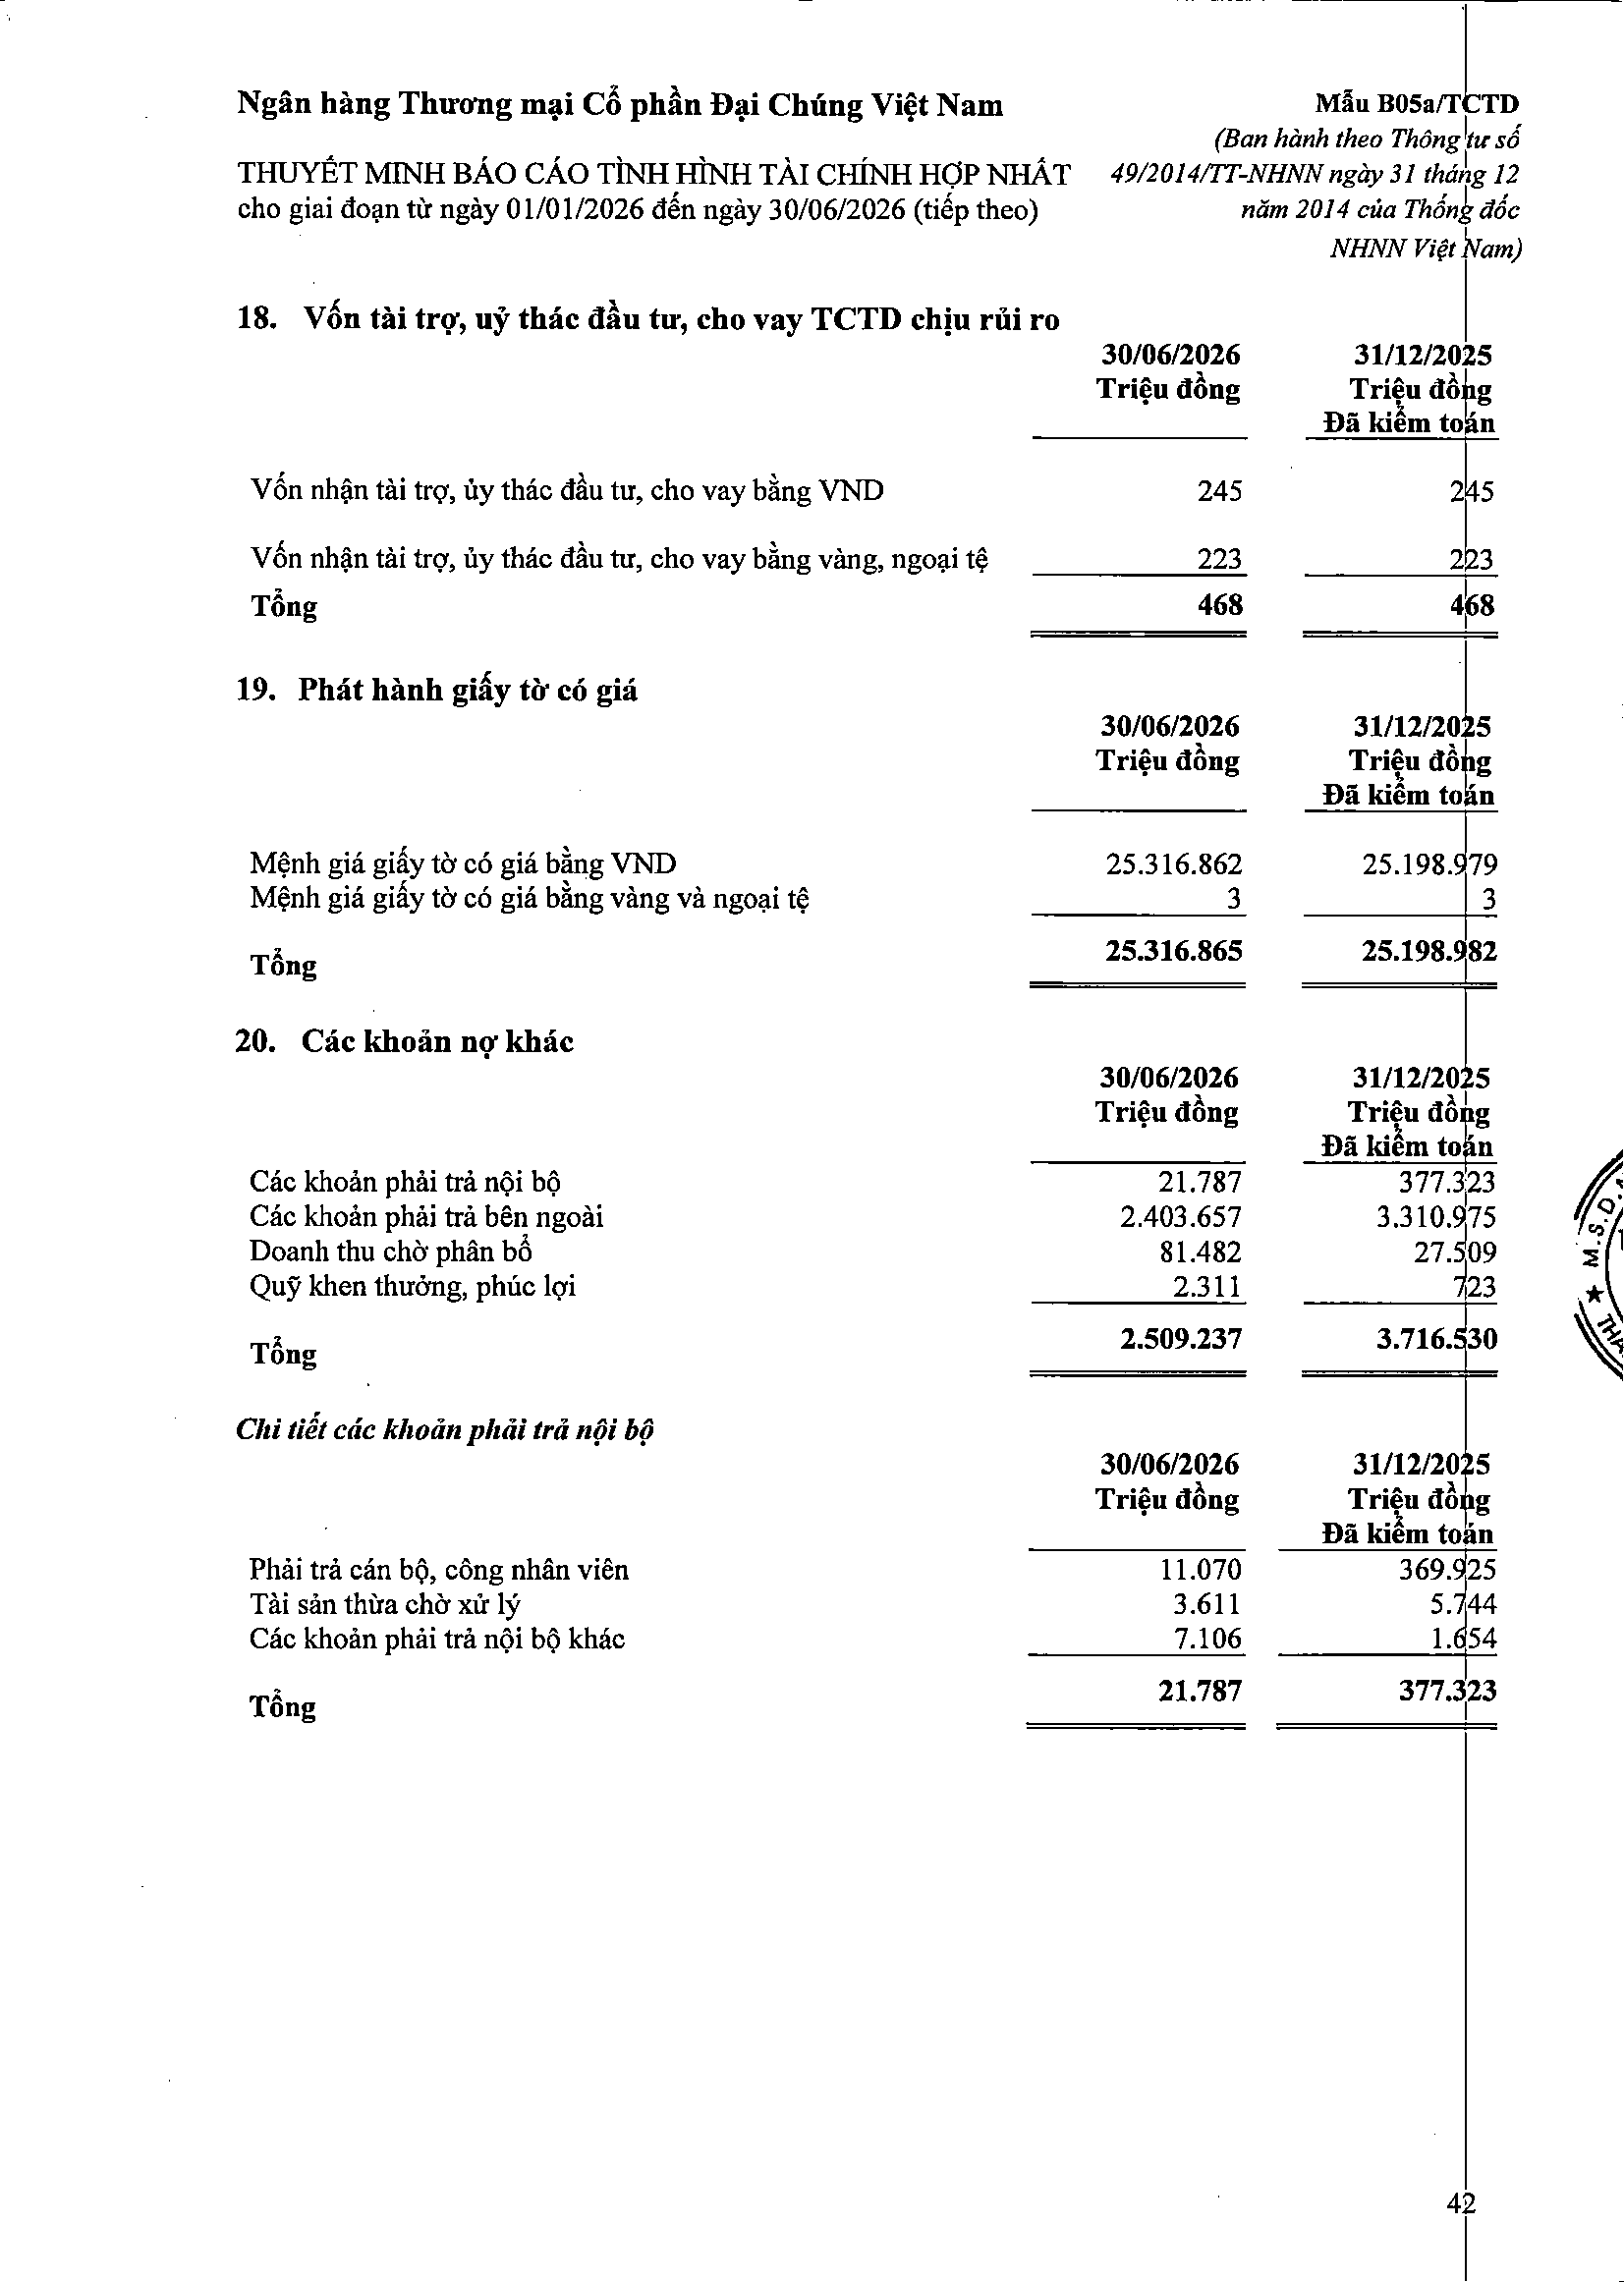 Ngân hàng Thương mại Cổ phần Đại Chúng Việt Nam
Mẫu B05a/TCTD
(Ban hành theo Thông tư số
THUYẾT MINH BÁO CÁO TÌNH HÌNH TÀI CHÍNH HỢP NHẤT 49/2014/TT-NHNN ngày 31 tháng 12
cho giai đoạn từ ngày 01/01/2026 đến ngày 30/06/2026 (tiếp theo) năm 2014 của Thống đốc
NHNN Việt Nam)
18. Vốn tài trợ, uỷ thác đầu tư, cho vay TCTD chịu rủi ro
30/06/2026 31/12/2025
Triệu đồng Triệu đồng
Đã kiểm toán
Vốn nhận tài trợ, ủy thác đầu tư, cho vay bằng VND 245 245
Vốn nhận tài trợ, ủy thác đầu tư, cho vay bằng vàng, ngoại tệ 223 223
Tổng 468 468
19. Phát hành giấy tờ có giá
30/06/2026 31/12/2025
Triệu đồng Triệu đồng
Đã kiểm toán
Mệnh giá giấy tờ có giá bằng VND 25.316.862 25.198.979
Mệnh giá giấy tờ có giá bằng vàng và ngoại tệ 3 3
Tổng 25.316.865 25.198.982
20. Các khoản nợ khác
30/06/2026 31/12/2025
Triệu đồng Triệu đồng
Đã kiểm toán
Các khoản phải trả nội bộ 21.787 377.323
Các khoản phải trả bên ngoài 2.403.657 3.310.975
Doanh thu chờ phân bổ 81.482 27.509
Quỹ khen thưởng, phúc lợi 2.311 723
Tổng 2.509.237 3.716.530
M.S.D.
Chi tiết các khoản phải trả nội bộ
30/06/2026 31/12/2025
Triệu đồng Triệu đồng
Đã kiểm toán
Phải trả cán bộ, công nhân viên 11.070 369.925
Tài sản thừa chờ xử lý 3.611 5.744
Các khoản phải trả nội bộ khác 7.106 1.654
Tổng 21.787 377.323
42